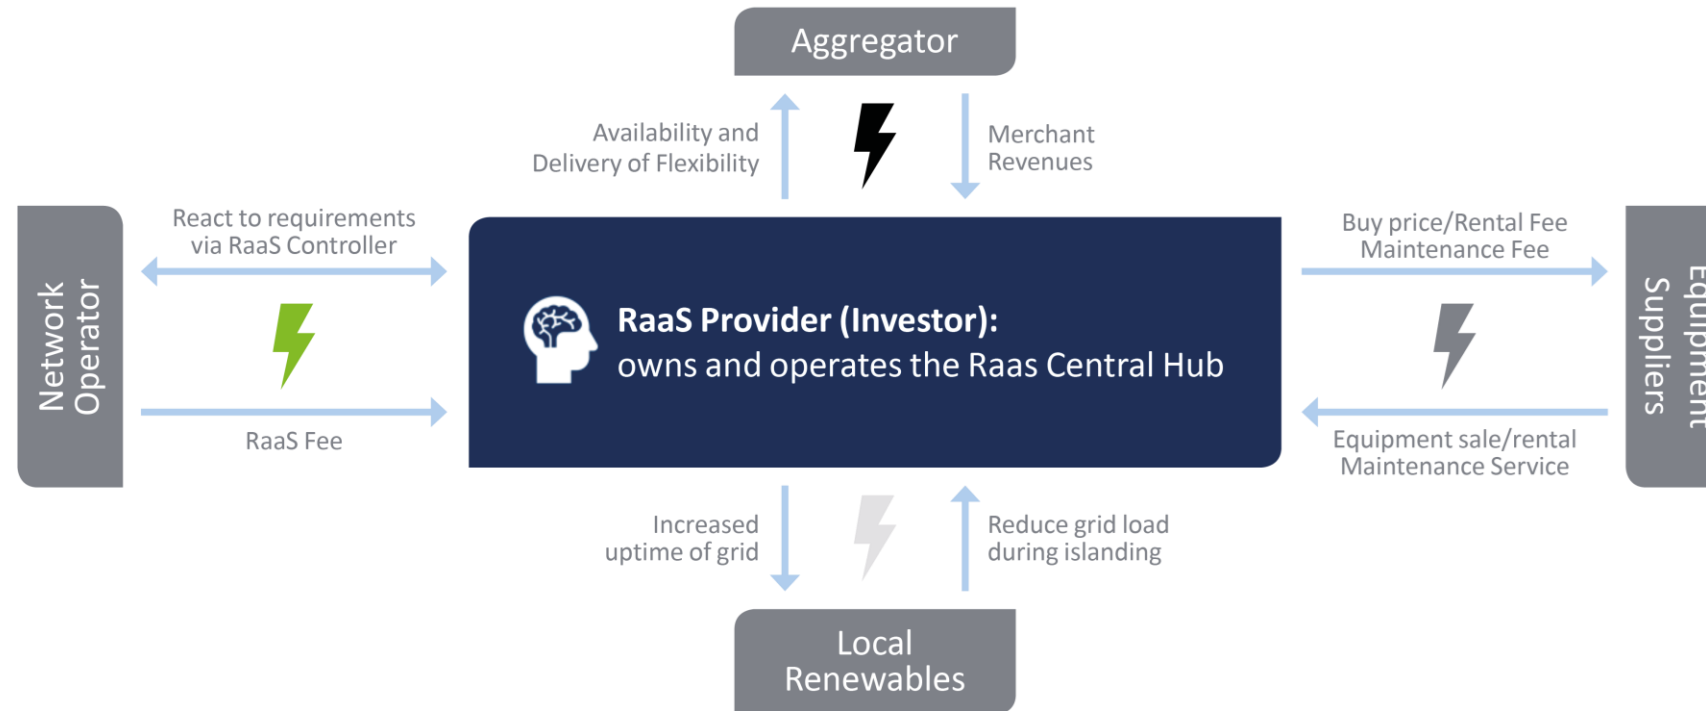 Aggregator
Availability and
Delivery of Flexibility
Merchant
Revenues
Network
Operator
React to requirements
via RaaS Controller
RaaS Fee
RaaS Provider (Investor):
owns and operates the Raas Central Hub
Buy price/Rental Fee
Maintenance Fee
Equipment sale/rental
Maintenance Service
Equipment
Suppliers
Increased
uptime of grid
Reduce grid load
during islanding
Local
Renewables